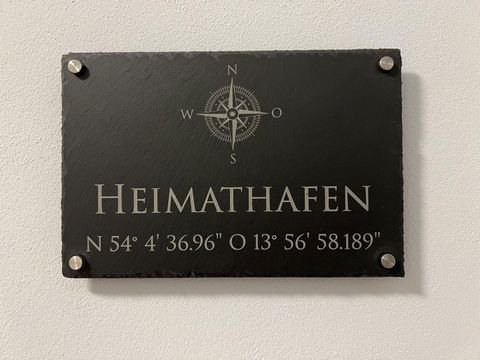 N
W O
S
HEIMATHAFEN
N 54° 4' 36.96" O 13° 56' 58.189"